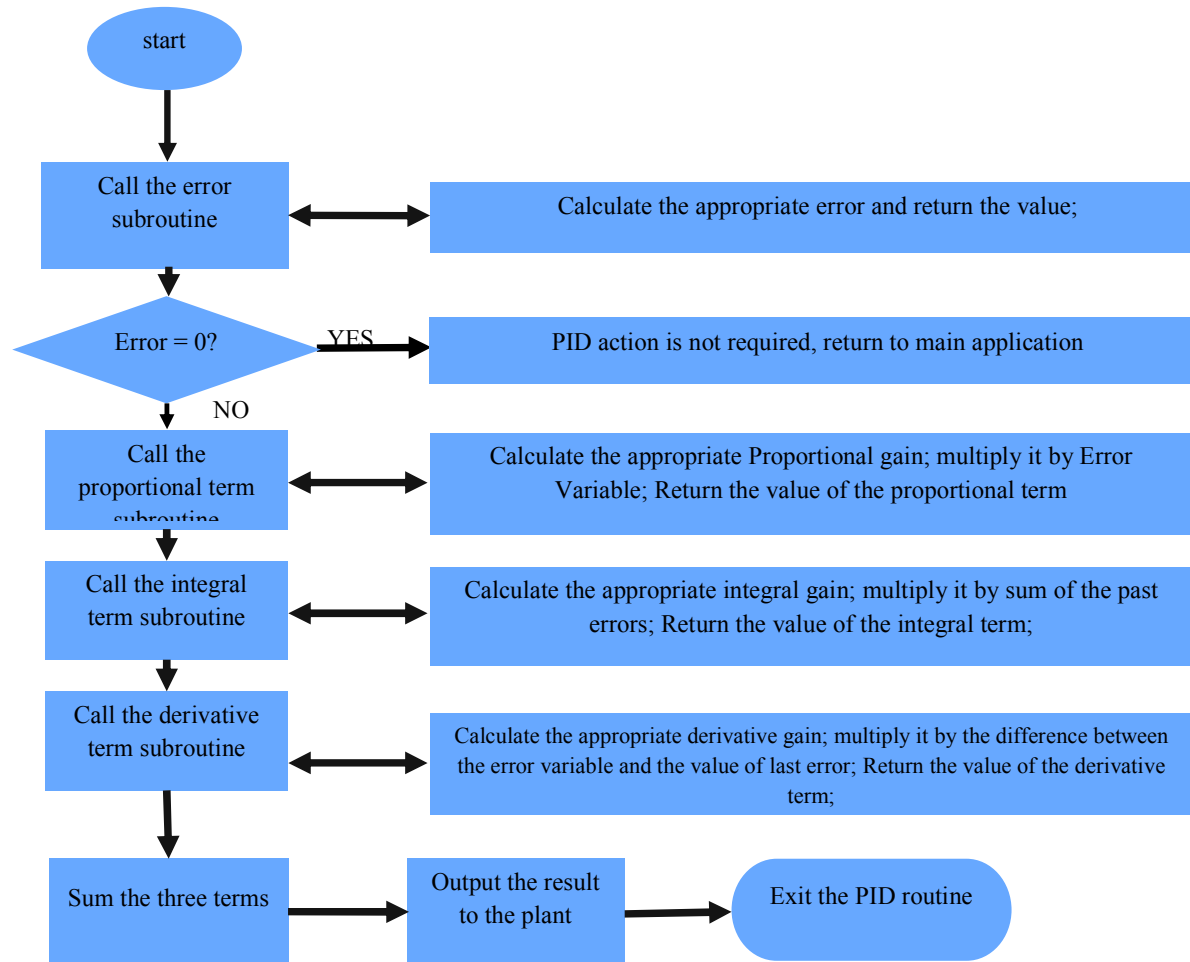 start
Call the error
subroutine
Calculate the appropriate error and return the value;
Error = 0?
YES
PID action is not required, return to main application
NO
Call the
proportional term
subroutine
Calculate the appropriate Proportional gain; multiply it by Error
Variable; Return the value of the proportional term
Call the integral
term subroutine
Calculate the appropriate integral gain; multiply it by sum of the past
errors; Return the value of the integral term;
Call the derivative
term subroutine
Calculate the appropriate derivative gain; multiply it by the difference between
the error variable and the value of last error; Return the value of the derivative
term;
Sum the three terms
Output the result
to the plant
Exit the PID routine